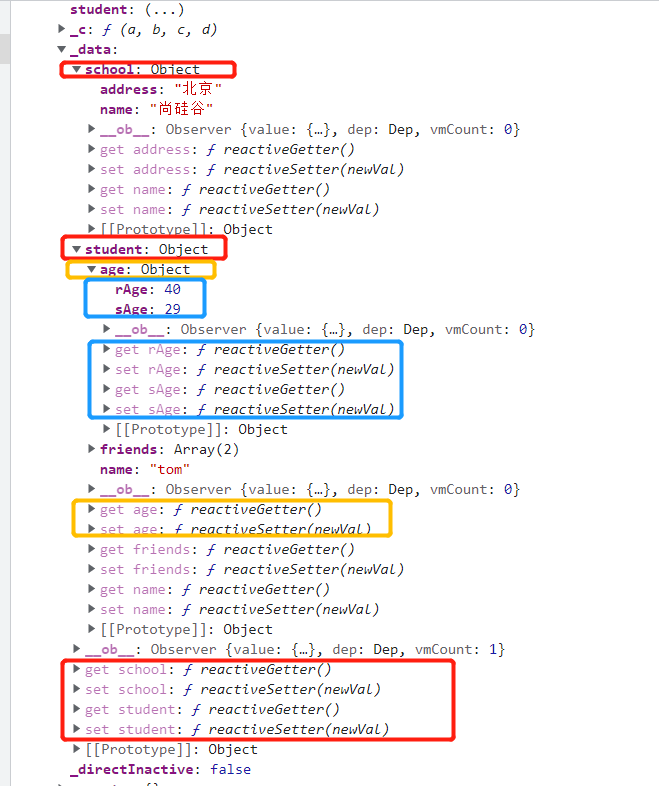 student: (...)
▶ _c: ƒ (a, b, c, d)
▼ _data:
▼ school: Object
address: "北京"
name: "尚硅谷"
▶ __ob__: Observer {value: {…}, dep: Dep, vmCount: 0}
▶ get address: ƒ reactiveGetter()
▶ set address: ƒ reactiveSetter(newVal)
▶ get name: ƒ reactiveGetter()
▶ set name: ƒ reactiveSetter(newVal)
▶ [[Prototype]]: Object
▼ student: Object
▼ age: Object
rAge: 40
sAge: 29
▶ __ob__: Observer {value: {…}, dep: Dep, vmCount: 0}
▶ get rAge: ƒ reactiveGetter()
▶ set rAge: ƒ reactiveSetter(newVal)
▶ get sAge: ƒ reactiveGetter()
▶ set sAge: ƒ reactiveSetter(newVal)
▶ [[Prototype]]: Object
▶ friends: Array(2)
name: "tom"
▶ __ob__: Observer {value: {…}, dep: Dep, vmCount: 0}
▶ get age: ƒ reactiveGetter()
▶ set age: ƒ reactiveSetter(newVal)
▶ get friends: ƒ reactiveGetter()
▶ set friends: ƒ reactiveSetter(newVal)
▶ get name: ƒ reactiveGetter()
▶ set name: ƒ reactiveSetter(newVal)
▶ [[Prototype]]: Object
▶ __ob__: Observer {value: {…}, dep: Dep, vmCount: 1}
▶ get school: ƒ reactiveGetter()
▶ set school: ƒ reactiveSetter(newVal)
▶ get student: ƒ reactiveGetter()
▶ set student: ƒ reactiveSetter(newVal)
▶ [[Prototype]]: Object
_directInactive: false